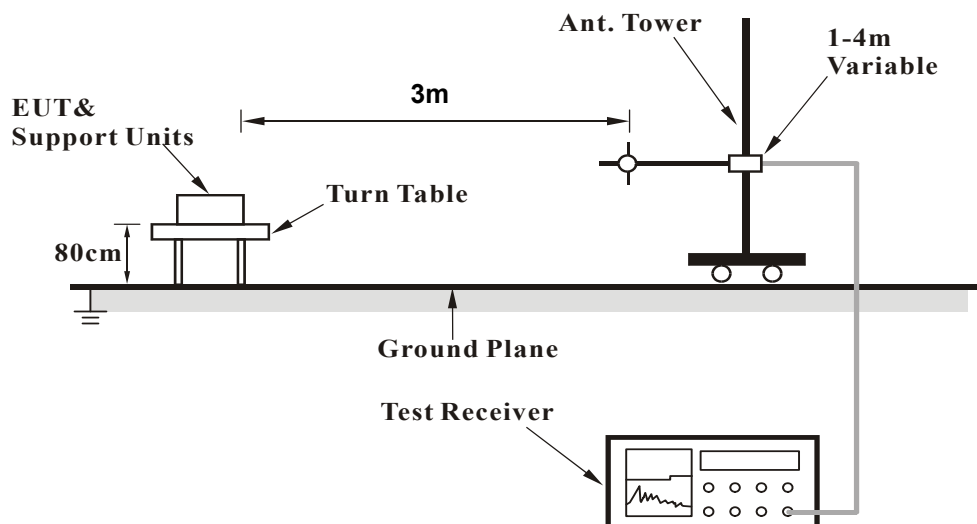 Ant. Tower
1-4m
Variable
3m
EUT&
Support Units
Turn Table
80cm
Ground Plane
Test Receiver